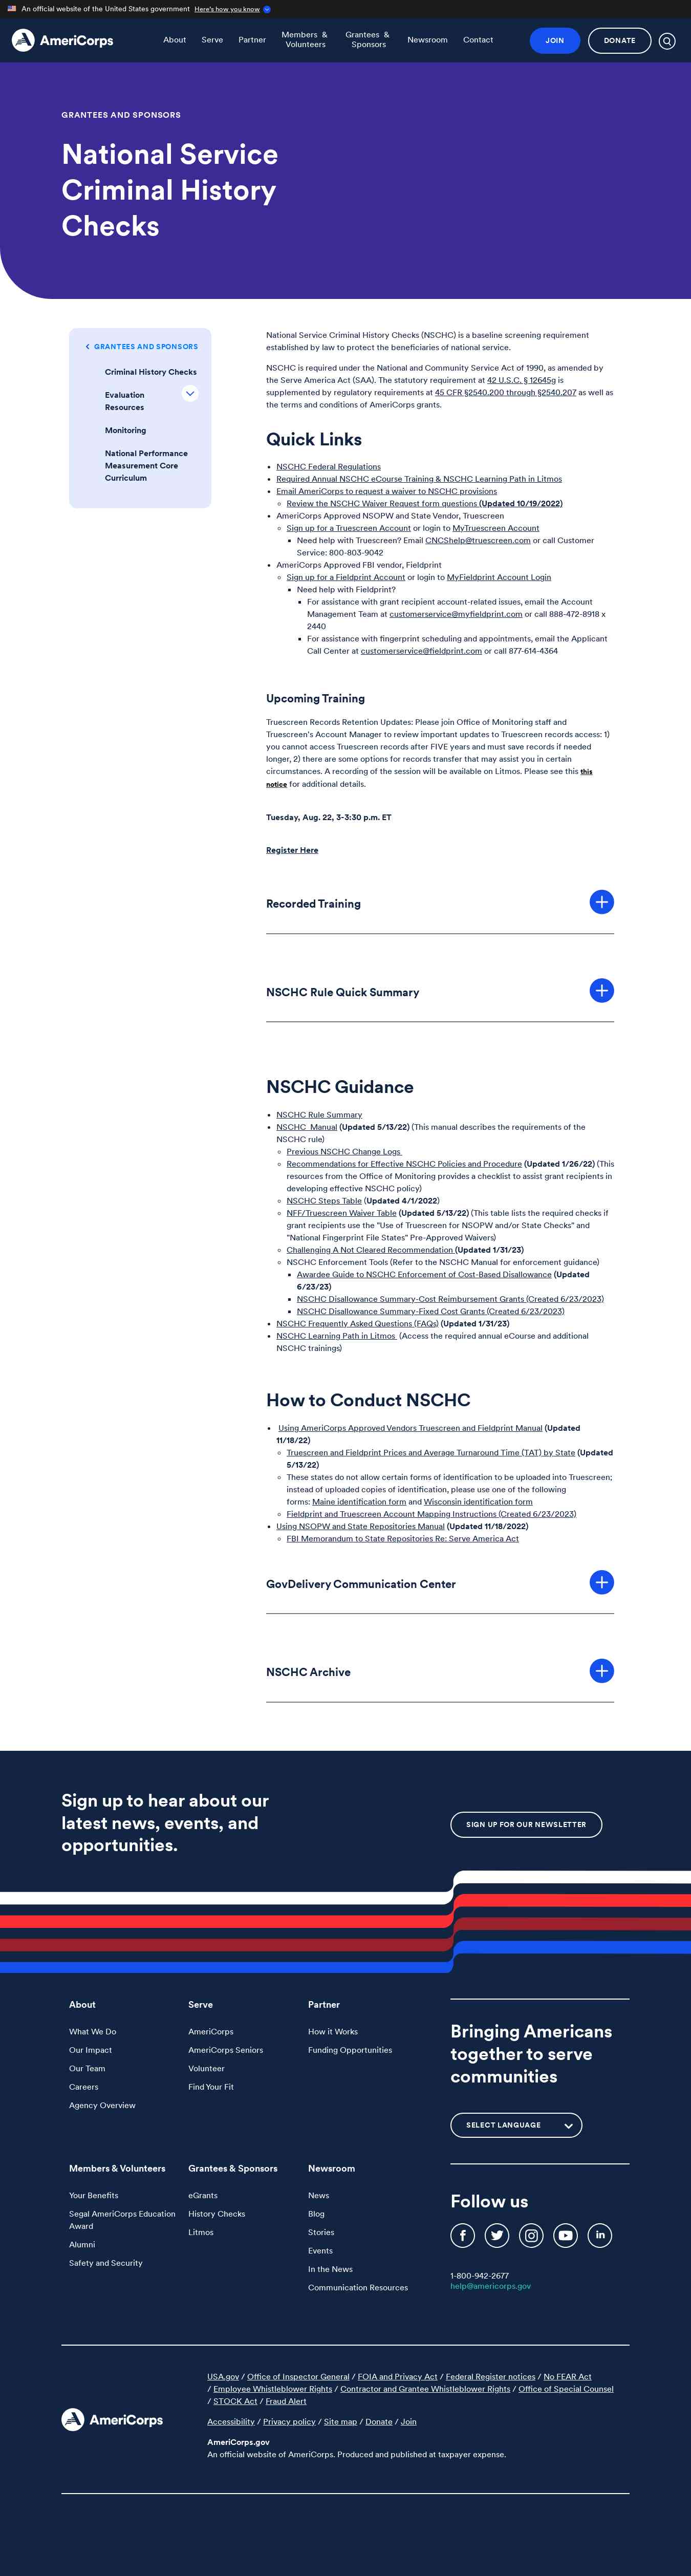 An official website of the United States government Here's how you know
AmeriCorps
About
Serve
Partner
Members &
Volunteers
Grantees &
Sponsors
Newsroom
Contact
JOIN
DONATE
GRANTEES AND SPONSORS
National Service
Criminal History
Checks
GRANTEES AND SPONSORS
Criminal History Checks
Evaluation
Resources
Monitoring
National Performance
Measurement Core
Curriculum
National Service Criminal History Checks (NSCHC) is a baseline screening requirement
established by law to protect the beneficiaries of national service.
NSCHC is required under the National and Community Service Act of 1990, as amended by
the Serve America Act (SAA). The statutory requirement at 42 U.S.C. § 12645g is
supplemented by regulatory requirements at 45 CFR §2540.200 through §2540.207 as well as
the terms and conditions of AmeriCorps grants.
Quick Links
• NSCHC Federal Regulations
• Required Annual NSCHC eCourse Training & NSCHC Learning Path in Litmos
• Email AmeriCorps to request a waiver to NSCHC provisions
◦ Review the NSCHC Waiver Request form questions (Updated 10/19/2022)
• AmeriCorps Approved NSOPW and State Vendor, Truescreen
◦ Sign up for a Truescreen Account or login to MyTruescreen Account
▪ Need help with Truescreen? Email CNCShelp@truescreen.com or call Customer
Service: 800-803-9042
• AmeriCorps Approved FBI vendor, Fieldprint
◦ Sign up for a Fieldprint Account or login to MyFieldprint Account Login
▪ Need help with Fieldprint?
▪ For assistance with grant recipient account-related issues, email the Account
Management Team at customerservice@myfieldprint.com or call 888-472-8918 x
2440
▪ For assistance with fingerprint scheduling and appointments, email the Applicant
Call Center at customerservice@fieldprint.com or call 877-614-4364
Upcoming Training
Truescreen Records Retention Updates: Please join Office of Monitoring staff and
Truescreen's Account Manager to review important updates to Truescreen records access: 1)
you cannot access Truescreen records after FIVE years and must save records if needed
longer, 2) there are some options for records transfer that may assist you in certain
circumstances. A recording of the session will be available on Litmos. Please see this this
notice for additional details.
Tuesday, Aug. 22, 3-3:30 p.m. ET
Register Here
Recorded Training
NSCHC Rule Quick Summary
NSCHC Guidance
• NSCHC Rule Summary
• NSCHC Manual (Updated 5/13/22) (This manual describes the requirements of the
NSCHC rule)
◦ Previous NSCHC Change Logs
◦ Recommendations for Effective NSCHC Policies and Procedure (Updated 1/26/22) (This
resources from the Office of Monitoring provides a checklist to assist grant recipients in
developing effective NSCHC policy)
◦ NSCHC Steps Table (Updated 4/1/2022)
◦ NFF/Truescreen Waiver Table (Updated 5/13/22) (This table lists the required checks if
grant recipients use the "Use of Truescreen for NSOPW and/or State Checks" and
"National Fingerprint File States" Pre-Approved Waivers)
◦ Challenging A Not Cleared Recommendation (Updated 1/31/23)
◦ NSCHC Enforcement Tools (Refer to the NSCHC Manual for enforcement guidance)
▪ Awardee Guide to NSCHC Enforcement of Cost-Based Disallowance (Updated
6/23/23)
▪ NSCHC Disallowance Summary-Cost Reimbursement Grants (Created 6/23/2023)
▪ NSCHC Disallowance Summary-Fixed Cost Grants (Created 6/23/2023)
• NSCHC Frequently Asked Questions (FAQs) (Updated 1/31/23)
• NSCHC Learning Path in Litmos (Access the required annual eCourse and additional
NSCHC trainings)
How to Conduct NSCHC
• Using AmeriCorps Approved Vendors Truescreen and Fieldprint Manual (Updated
11/18/22)
◦ Truescreen and Fieldprint Prices and Average Turnaround Time (TAT) by State (Updated
5/13/22)
◦ These states do not allow certain forms of identification to be uploaded into Truescreen;
instead of uploaded copies of identification, please use one of the following
forms: Maine identification form and Wisconsin identification form
◦ Fieldprint and Truescreen Account Mapping Instructions (Created 6/23/2023)
• Using NSOPW and State Repositories Manual (Updated 11/18/2022)
◦ FBI Memorandum to State Repositories Re: Serve America Act
GovDelivery Communication Center
NSCHC Archive
Sign up to hear about our
latest news, events, and
opportunities.
SIGN UP FOR OUR NEWSLETTER
About
What We Do
Our Impact
Our Team
Careers
Agency Overview
Serve
AmeriCorps
AmeriCorps Seniors
Volunteer
Find Your Fit
Partner
How it Works
Funding Opportunities
Bringing Americans
together to serve
communities
SELECT LANGUAGE
Members & Volunteers
Your Benefits
Segal AmeriCorps Education
Award
Alumni
Safety and Security
Grantees & Sponsors
eGrants
History Checks
Litmos
Newsroom
News
Blog
Stories
Events
In the News
Communication Resources
Follow us
1-800-942-2677
help@americorps.gov
AmeriCorps
USA.gov / Office of Inspector General / FOIA and Privacy Act / Federal Register notices / No FEAR Act
/ Employee Whistleblower Rights / Contractor and Grantee Whistleblower Rights / Office of Special Counsel
/ STOCK Act / Fraud Alert
Accessibility / Privacy policy / Site map / Donate / Join
AmeriCorps.gov
An official website of AmeriCorps. Produced and published at taxpayer expense.